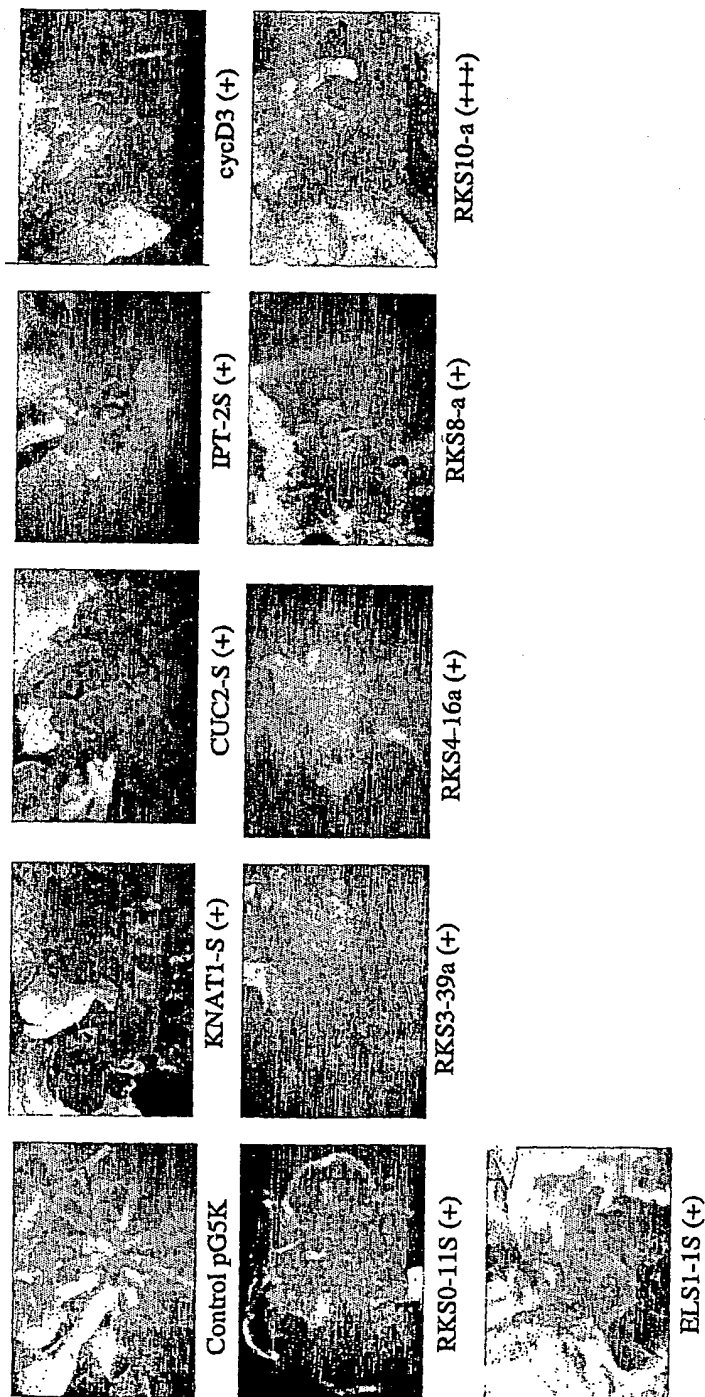 Control pG5K
KNAT1-S (+)
CUC2-S (+)
IPT-2S (+)
cycD3 (+)
RKS0-11S (+)
RKS3-39a (+)
RKS4-16a (+)
RKS8-a (+)
RKS10-a (+++)
ELS1-1S (+)